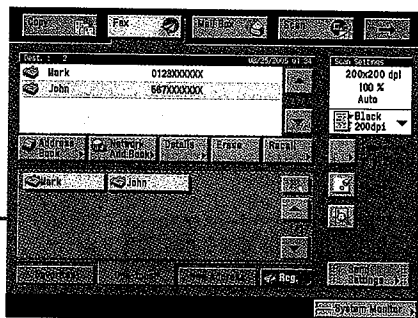 Copy Fax Mail Box Scan
Dest. : 2 08/25/2005 01:34 Scan Settings
Mark 0123XXXXXX 200x200 dpi
John 567XXXXXXX 100 %
Auto
Black
200dpi
Address Book Network And Book Details Erase Recall
Mark John
Reg.
System Monitor